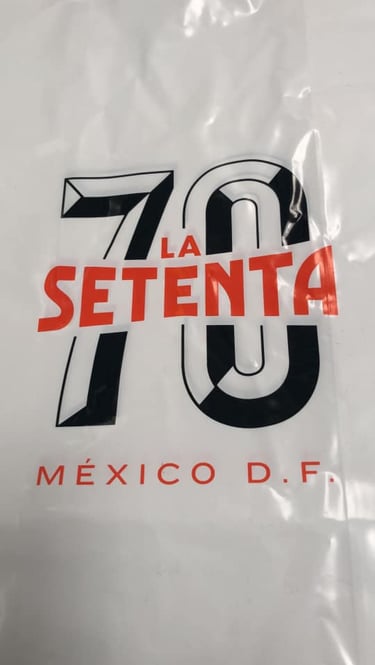 70
LA
SETENTA
MÉXICO D.F.